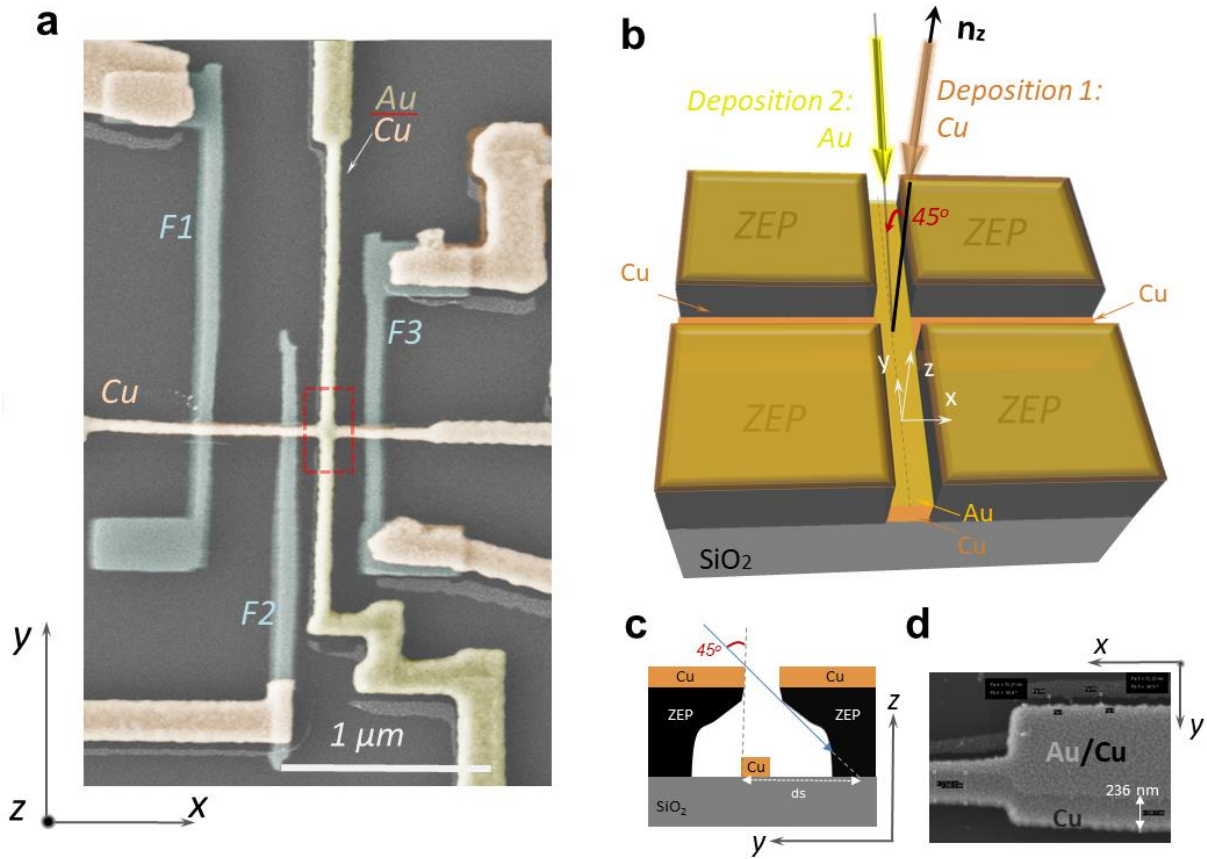 a
Au
Cu
F1
F3
Cu
F2
1 μm
y
z
x
b
n_z
Deposition 2:
Au
Deposition 1:
Cu
45°
ZEP
ZEP
Cu
Cu
y
z
x
ZEP
ZEP
Au
Cu
SiO₂
c
45°
Cu
Cu
ZEP
ZEP
Cu
ds
SiO₂
z
y
d
x
y
Au/Cu
236 nm
Cu